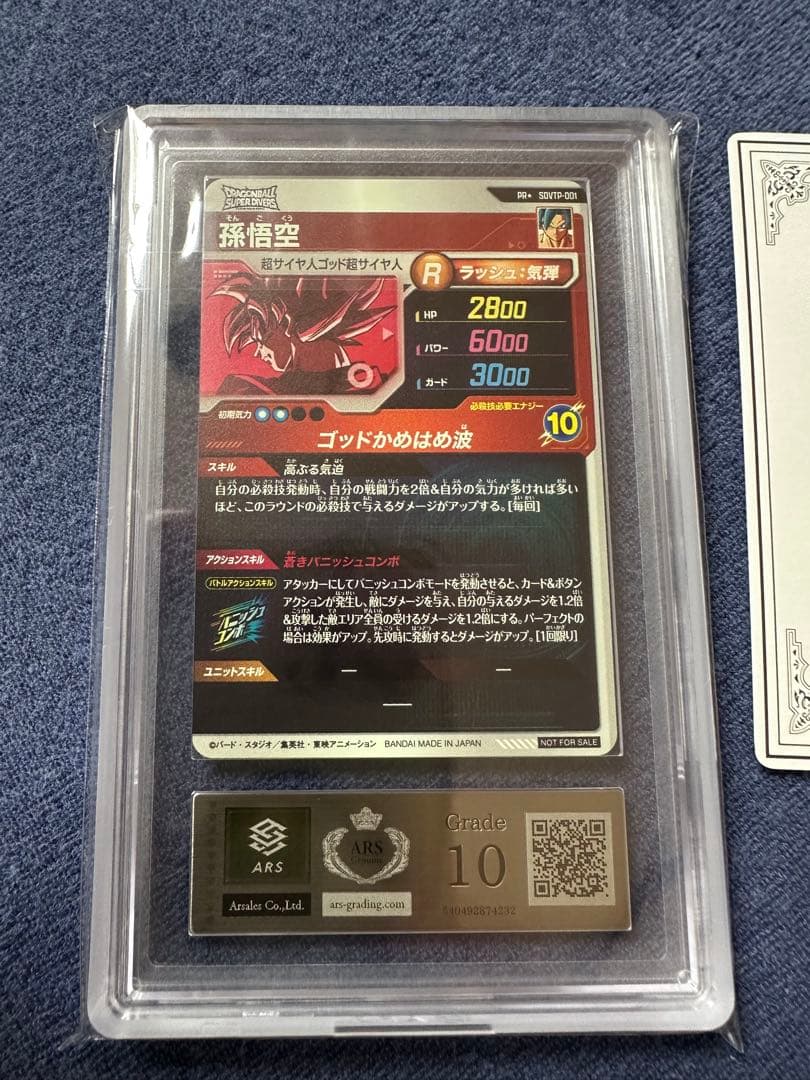 DRAGONBALL
SUPER DIVERS
PR★ SDVTP-001
そん ご くう
孫悟空
超サイヤ人ゴッド超サイヤ人
R
ラッシュ:気弾
HP 2800
パワー 6000
ガード 3000
初期気力
必殺技必要エナジー
10
ゴッドかめはめ波
スキル 高ぶる気迫
自分の必殺技発動時、自分の戦闘力を2倍&自分の気力が多ければ多い
ほど、このラウンドの必殺技で与えるダメージがアップする。[毎回]
アクションスキル 蒼きバニッシュコンボ
バトルアクションスキル
バニッシュ
コンボ
アタッカーにしてバニッシュコンボモードを発動させると、カード&ボタン
アクションが発生し、敵にダメージを与え、自分の与えるダメージを1.2倍
&攻撃した敵エリア全員の受けるダメージを1.2倍にする。パーフェクトの
場合は効果がアップ。先攻時に発動するとダメージがアップ。[1回限り]
ユニットスキル — —
—
©バード・スタジオ/集英社・東映アニメーション BANDAI MADE IN JAPAN NOT FOR SALE
ARS
Arsales Co.,Ltd.
ARS
Genuine
ars-grading.com
Grade
10
540492874232